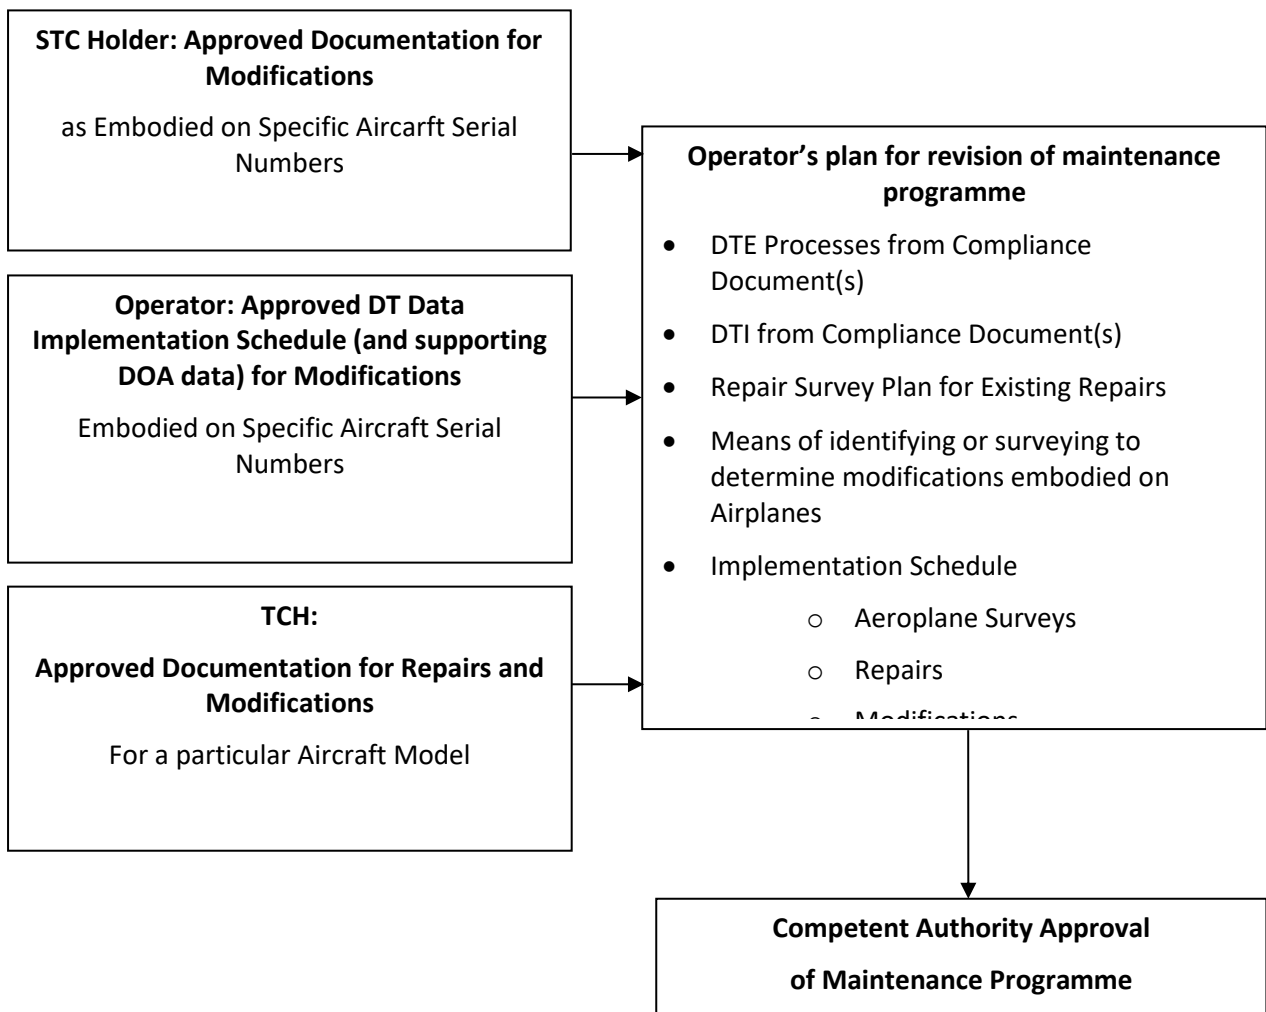 STC Holder: Approved Documentation for
Modifications
as Embodied on Specific Aircarft Serial
Numbers
Operator: Approved DT Data
Implementation Schedule (and supporting
DOA data) for Modifications
Embodied on Specific Aircraft Serial
Numbers
TCH:
Approved Documentation for Repairs and
Modifications
For a particular Aircraft Model
Operator’s plan for revision of maintenance
programme
• DTE Processes from Compliance
Document(s)
• DTI from Compliance Document(s)
• Repair Survey Plan for Existing Repairs
• Means of identifying or surveying to
determine modifications embodied on
Airplanes
• Implementation Schedule
o Aeroplane Surveys
o Repairs
o Modifications
Competent Authority Approval
of Maintenance Programme